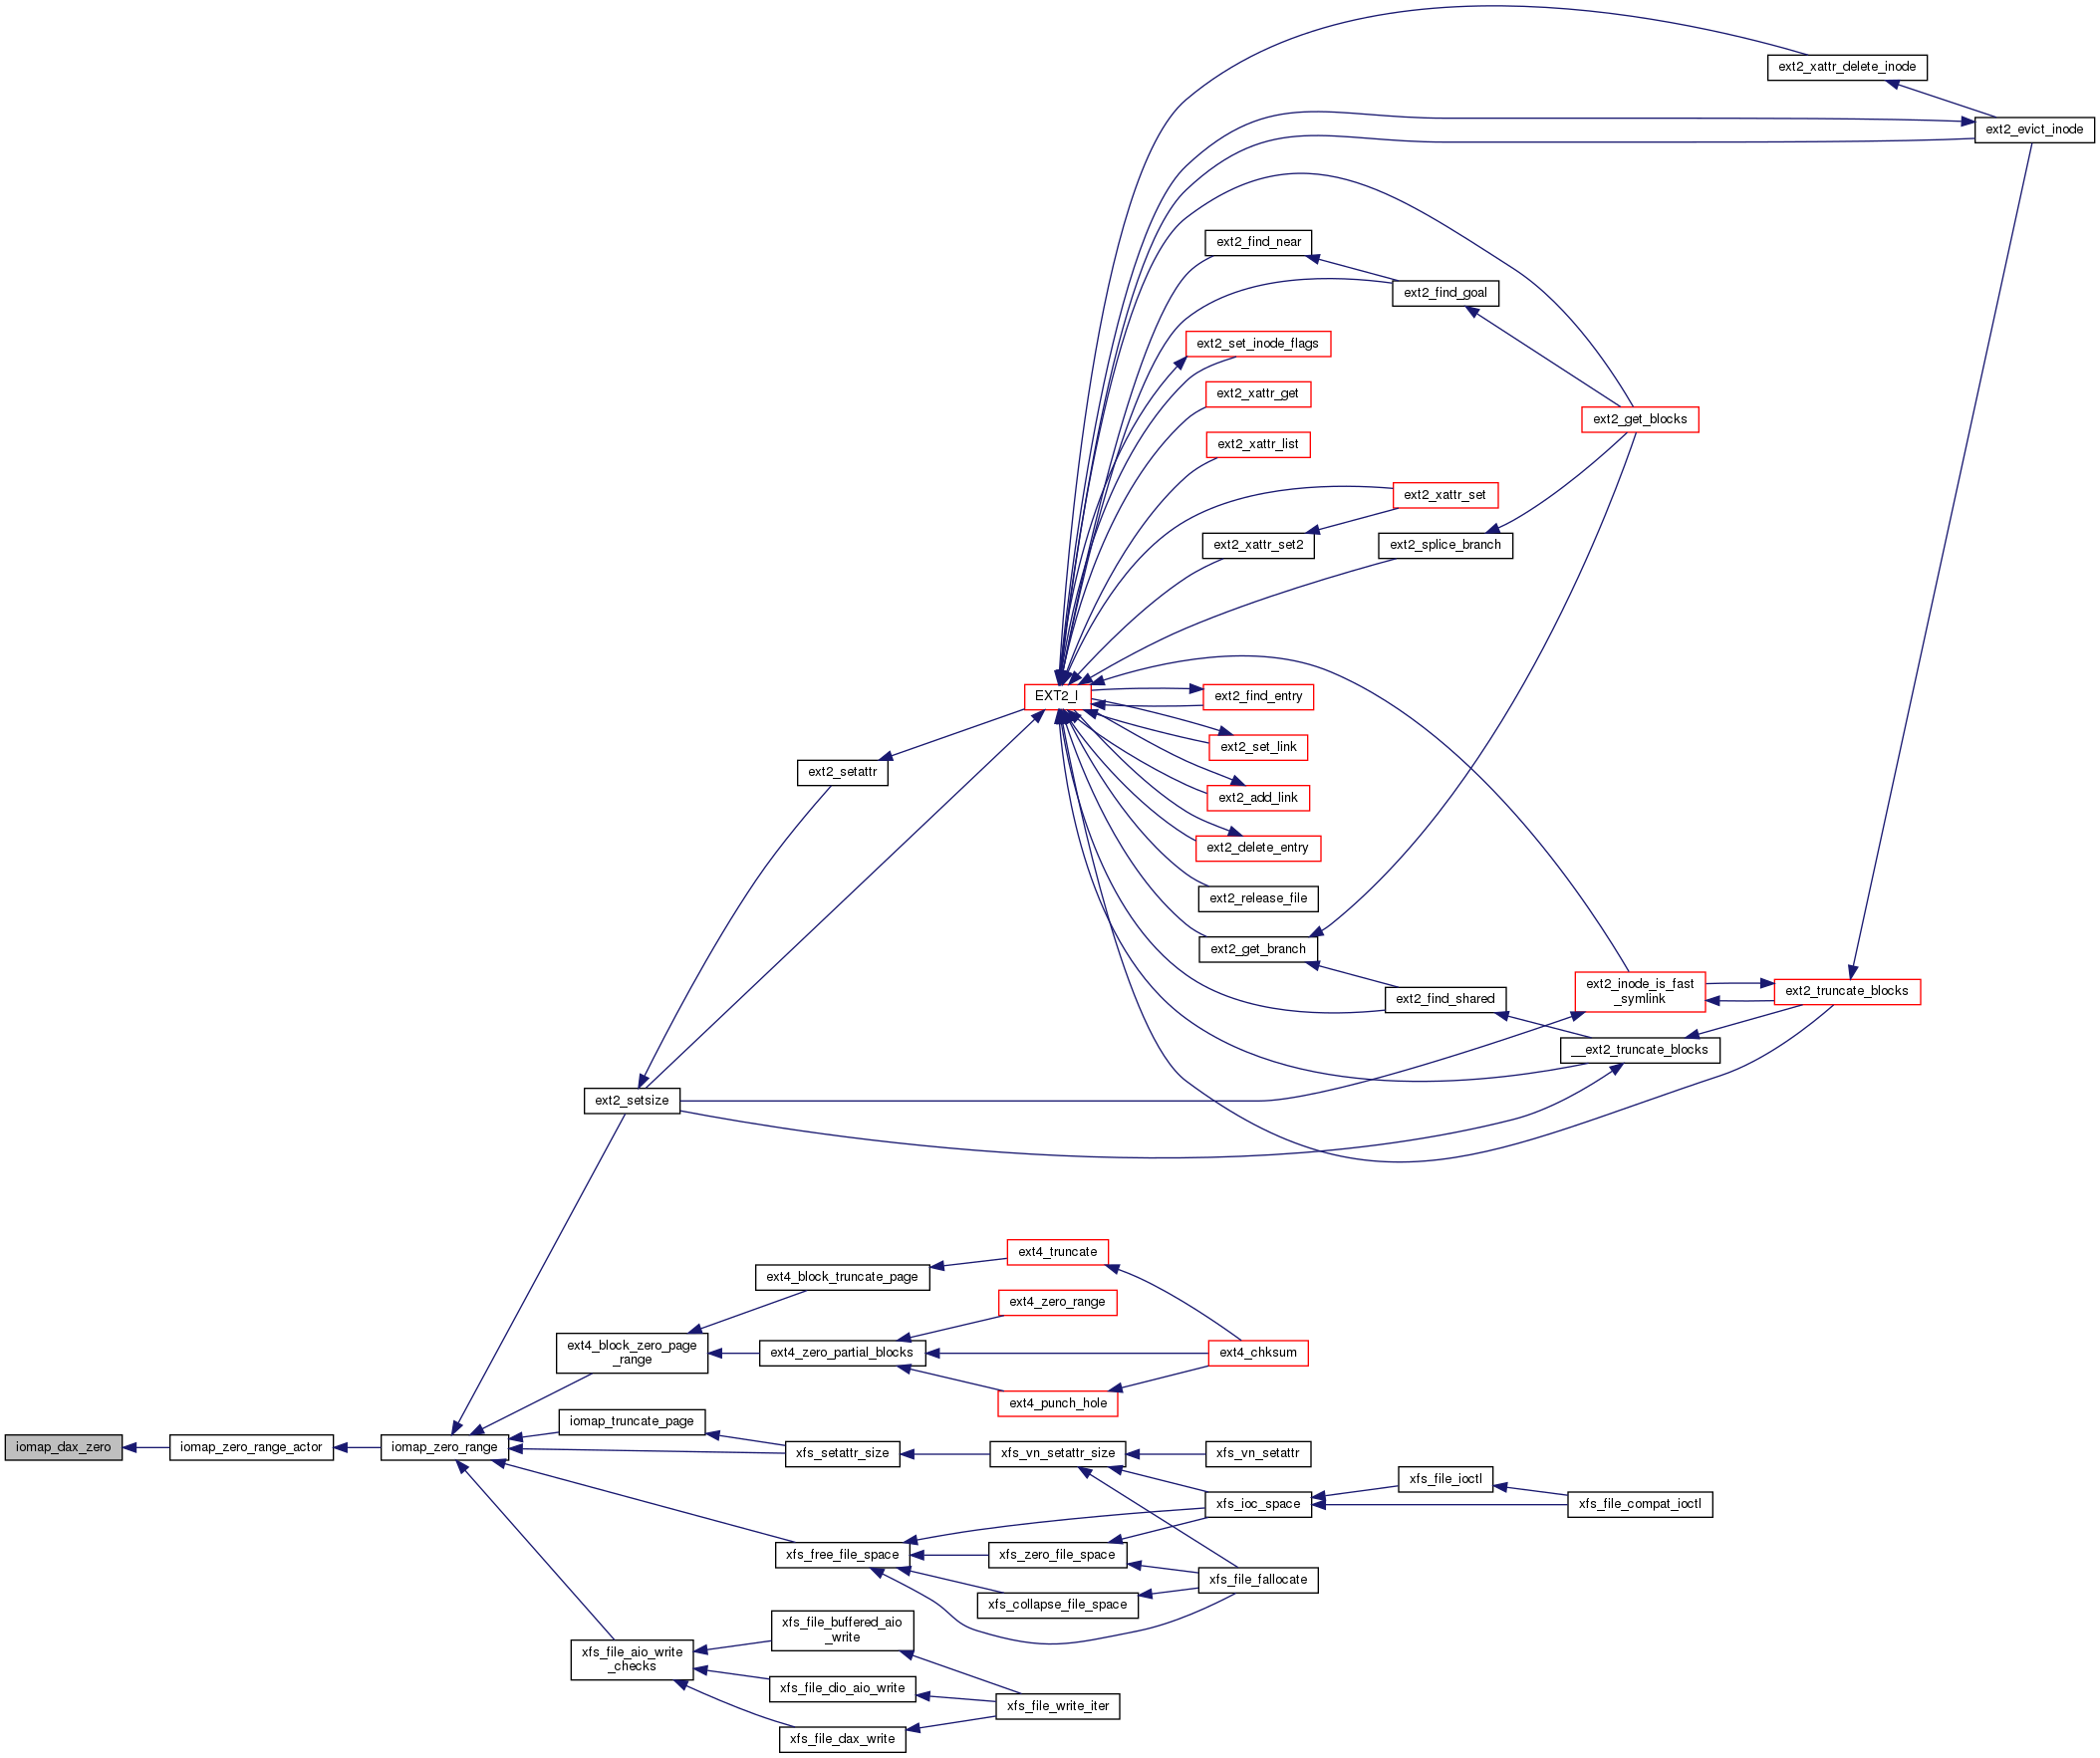 ext2_xattr_delete_inode
ext2_evict_inode
ext2_find_near
ext2_find_goal
ext2_set_inode_flags
ext2_xattr_get
ext2_get_blocks
ext2_xattr_list
ext2_xattr_set
ext2_xattr_set2
ext2_splice_branch
EXT2_I
ext2_find_entry
ext2_set_link
ext2_setattr
ext2_add_link
ext2_delete_entry
ext2_release_file
ext2_get_branch
ext2_inode_is_fast
_symlink
ext2_truncate_blocks
ext2_find_shared
__ext2_truncate_blocks
ext2_setsize
ext4_truncate
ext4_block_truncate_page
ext4_zero_range
ext4_block_zero_page
_range
ext4_zero_partial_blocks
ext4_chksum
ext4_punch_hole
iomap_truncate_page
iomap_dax_zero
iomap_zero_range_actor
iomap_zero_range
xfs_setattr_size
xfs_vn_setattr_size
xfs_vn_setattr
xfs_file_ioctl
xfs_ioc_space
xfs_file_compat_ioctl
xfs_free_file_space
xfs_zero_file_space
xfs_file_fallocate
xfs_collapse_file_space
xfs_file_buffered_aio
_write
xfs_file_aio_write
_checks
xfs_file_dio_aio_write
xfs_file_write_iter
xfs_file_dax_write